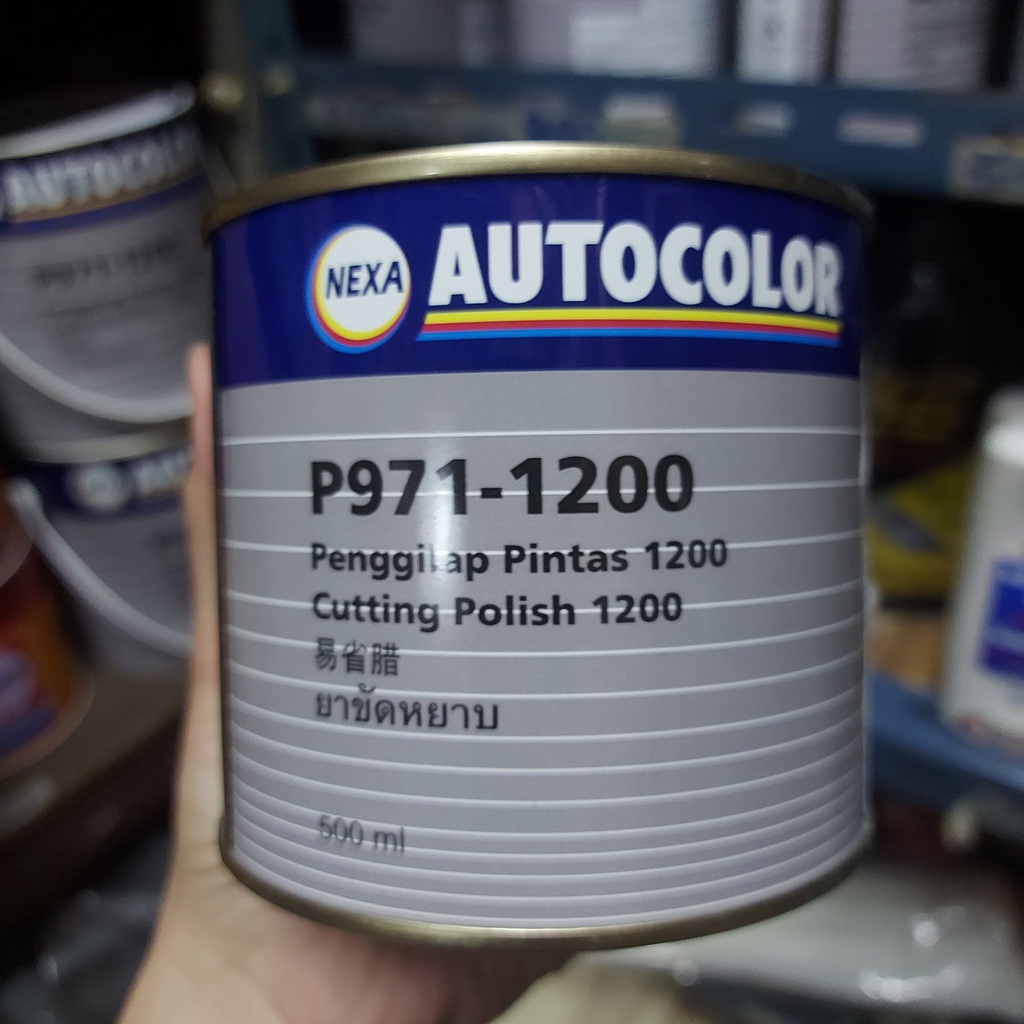 NEXA AUTOCOLOR
P971-1200
Penggilap Pintas 1200
Cutting Polish 1200
易省腊
ยาขัดหยาบ
500 ml
AUTOCOLOR